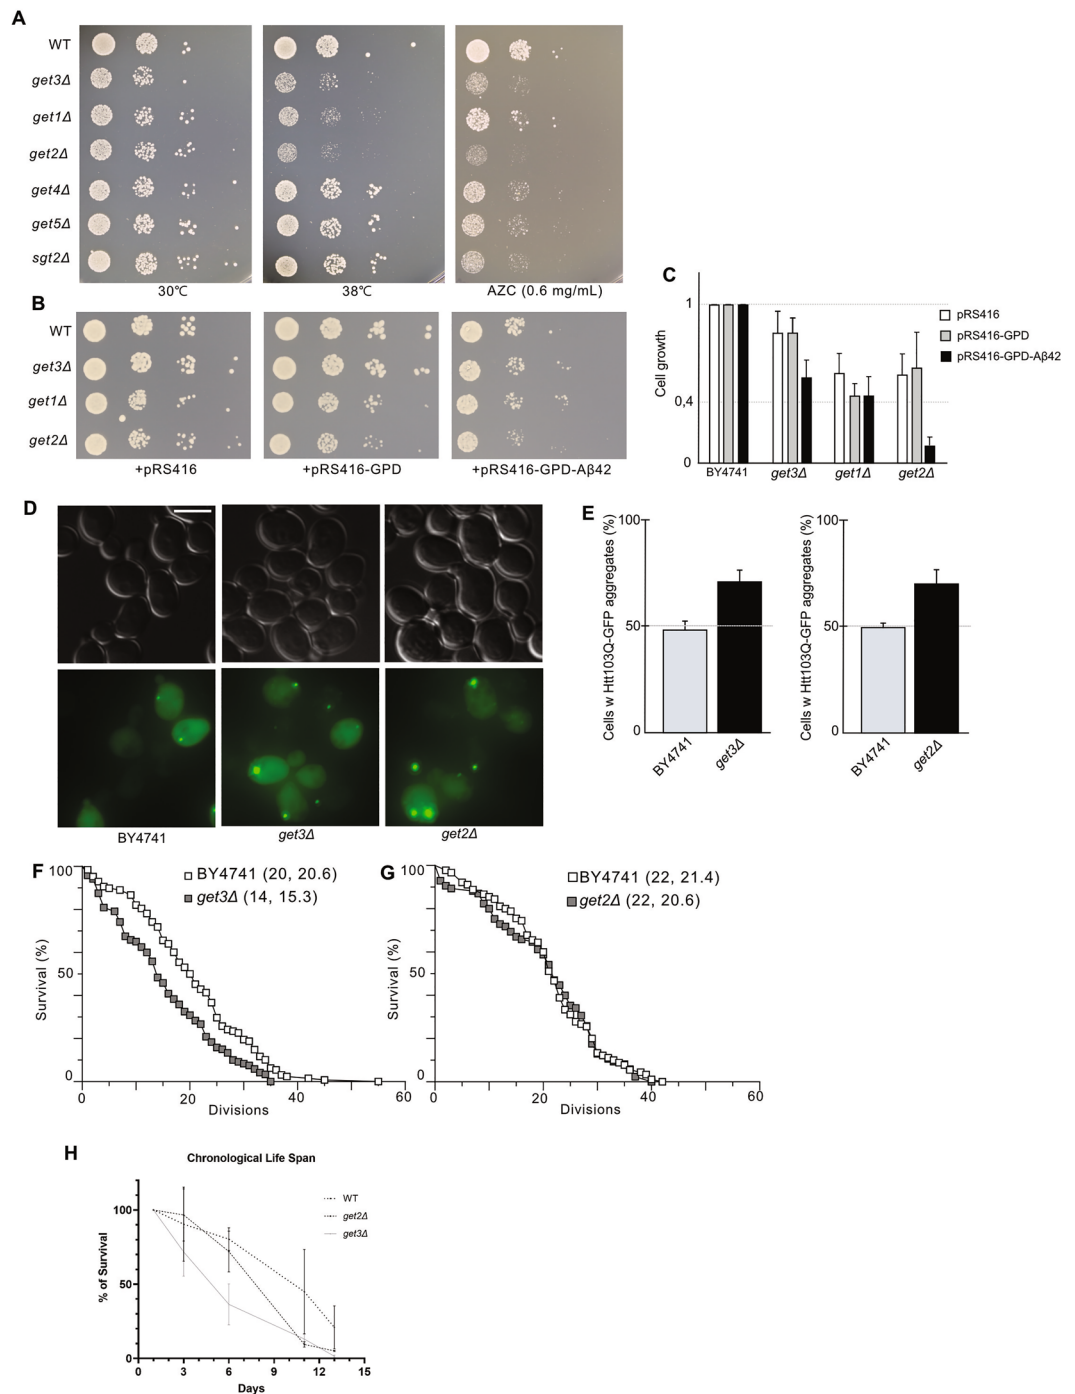 A
WT
get3Δ
get1Δ
get2Δ
get4Δ
get5Δ
sgt2Δ
30℃
38℃
AZC (0.6 mg/mL)
B
WT
get3Δ
get1Δ
get2Δ
+pRS416
+pRS416-GPD
+pRS416-GPD-Aβ42
C
Cell growth
1
0,4
0
BY4741
get3Δ
get1Δ
get2Δ
pRS416
pRS416-GPD
pRS416-GPD-Aβ42
D
BY4741
get3Δ
get2Δ
E
Cells w Htt103Q-GFP aggregates (%)
100
50
0
BY4741
get3Δ
Cells w Htt103Q-GFP aggregates (%)
100
50
0
BY4741
get2Δ
F
BY4741 (20, 20.6)
get3Δ (14, 15.3)
Survival (%)
100
50
0
0
20
40
60
Divisions
G
BY4741 (22, 21.4)
get2Δ (22, 20.6)
Survival (%)
100
50
0
0
20
40
60
Divisions
H
Chronological Life Span
WT
get2Δ
get3Δ
% of Survival
100
50
0
0
3
6
9
12
15
Days